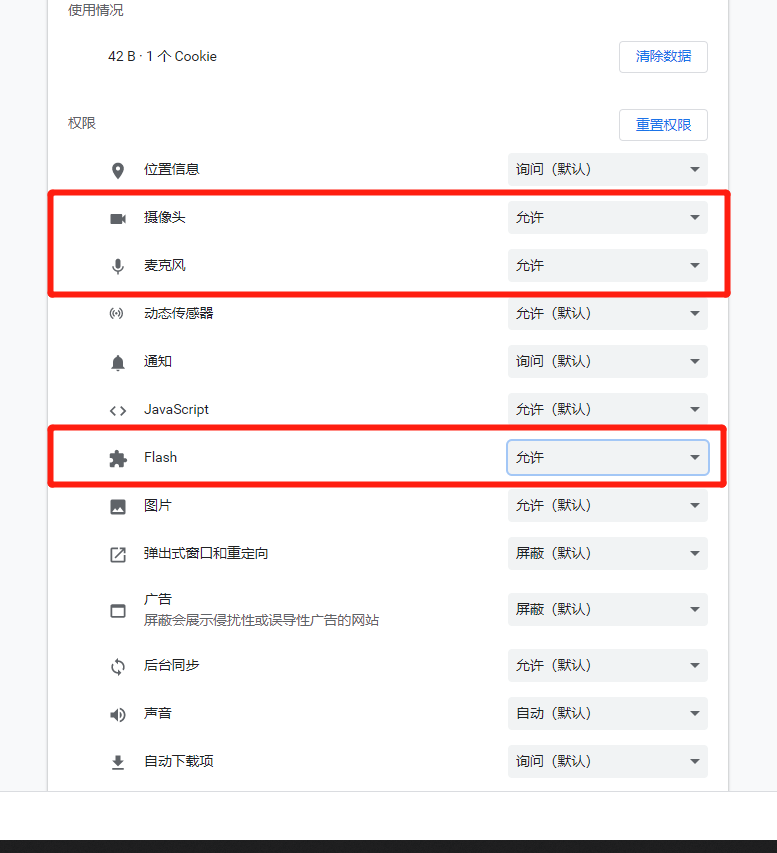 使用情况
42 B · 1 个 Cookie
清除数据
权限
重置权限
位置信息
询问（默认）
摄像头
允许
麦克风
允许
动态传感器
允许（默认）
通知
询问（默认）
JavaScript
允许（默认）
Flash
允许
图片
允许（默认）
弹出式窗口和重定向
屏蔽（默认）
广告
屏蔽会展示侵扰性或误导性广告的网站
屏蔽（默认）
后台同步
允许（默认）
声音
自动（默认）
自动下载项
询问（默认）